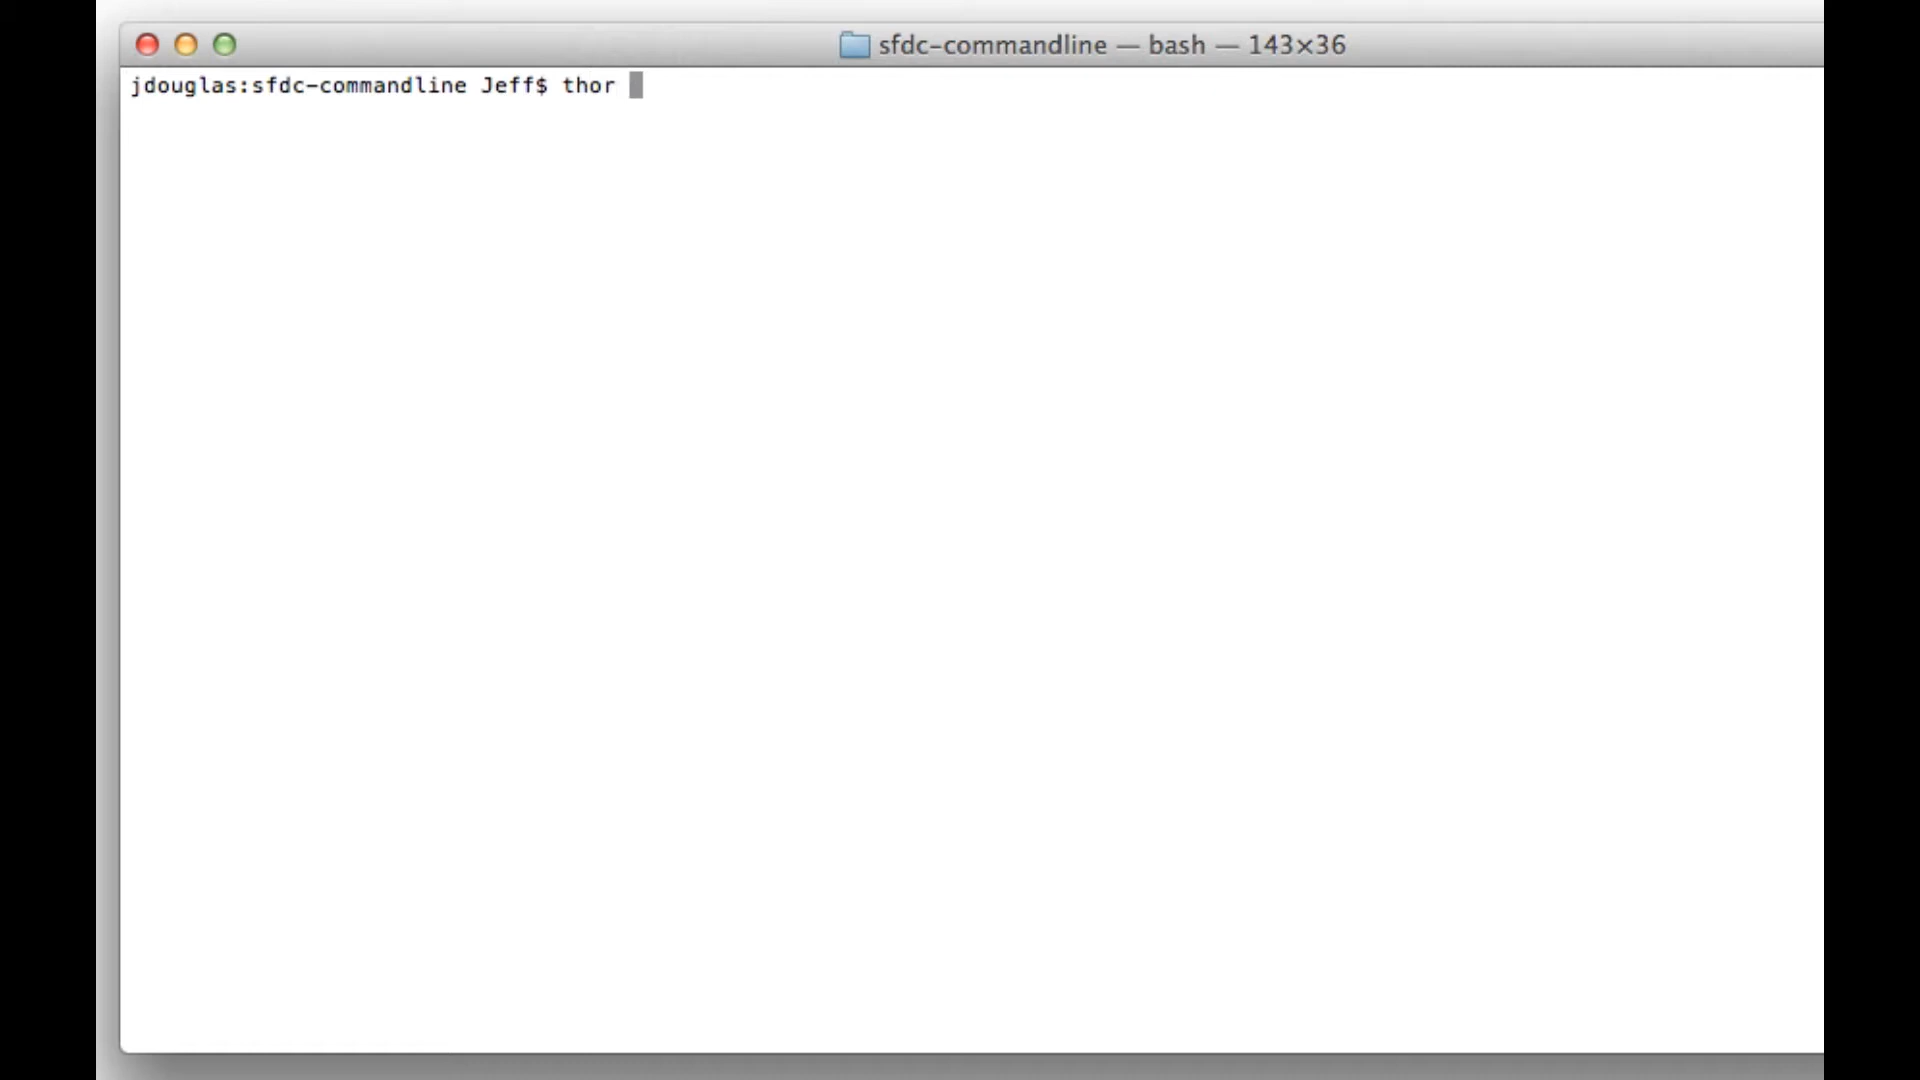 sfdc-commandline — bash — 143×36
jdouglas:sfdc-commandline Jeff$ thor